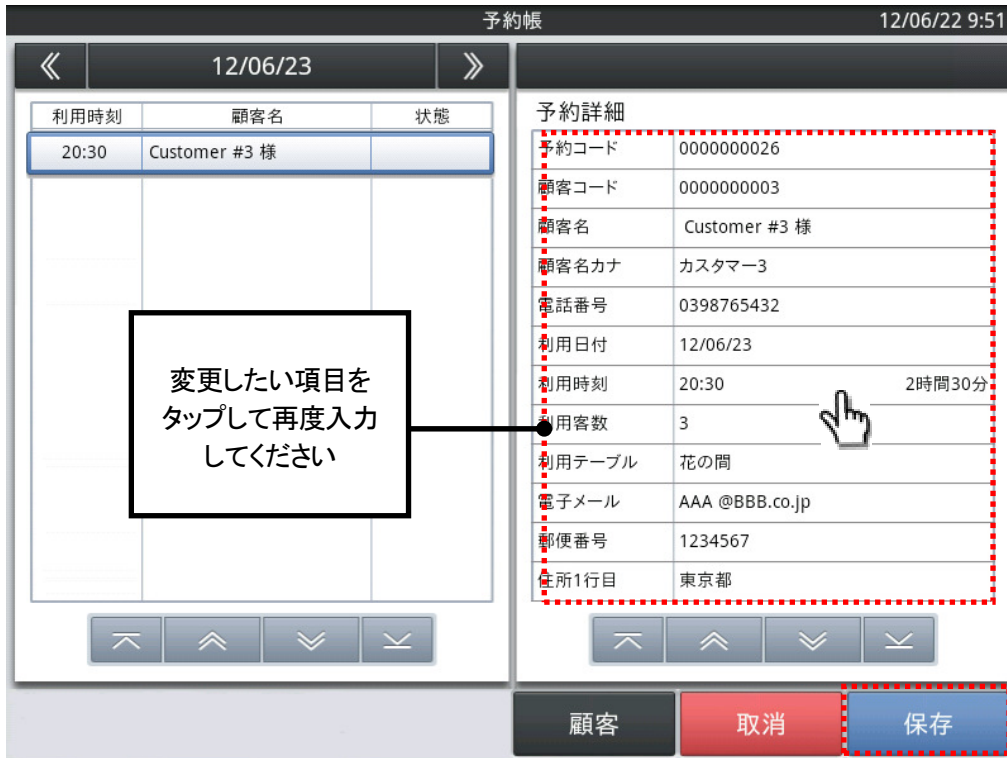 予約帳
12/06/22 9:51
12/06/23
利用時刻 顧客名 状態
20:30 Customer #3 様
変更したい項目を
タップして再度入力
してください
予約詳細
予約コード 0000000026
顧客コード 0000000003
顧客名 Customer #3 様
顧客名カナ カスタマー3
電話番号 0398765432
利用日付 12/06/23
利用時刻 20:30 2時間30分
利用客数 3
利用テーブル 花の間
電子メール AAA @BBB.co.jp
郵便番号 1234567
住所1行目 東京都
顧客 取消 保存